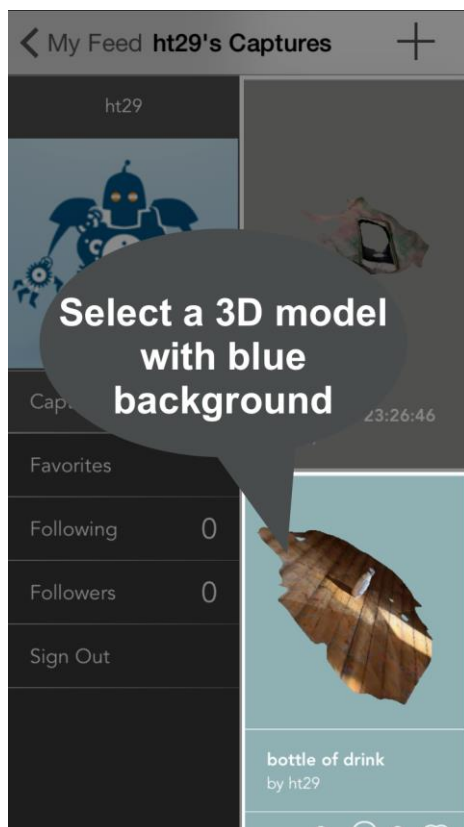 My Feed ht29's Captures
ht29
Select a 3D model
with blue
background
23:26:46
Favorites
Following 0
Followers 0
Sign Out
bottle of drink
by ht29